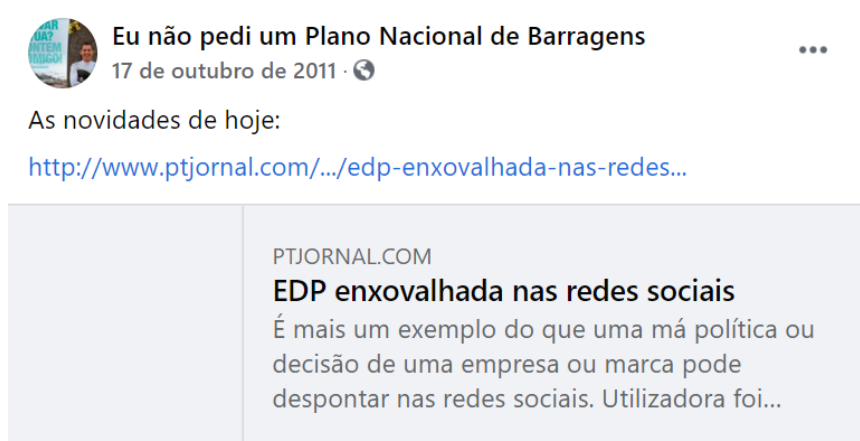 Eu não pedi um Plano Nacional de Barragens
17 de outubro de 2011 ·
As novidades de hoje:
http://www.ptjornal.com/.../edp-enxovalhada-nas-redes...
PTJORNAL.COM
EDP enxovalhada nas redes sociais
É mais um exemplo do que uma má política ou
decisão de uma empresa ou marca pode
despontar nas redes sociais. Utilizadora foi...